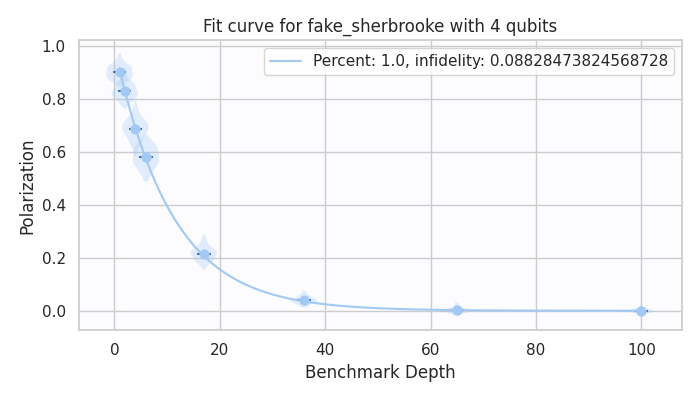 Fit curve for fake_sherbrooke with 4 qubits
Percent: 1.0, infidelity: 0.08828473824568728
Polarization
1.0
0.8
0.6
0.4
0.2
0.0
0 20 40 60 80 100
Benchmark Depth